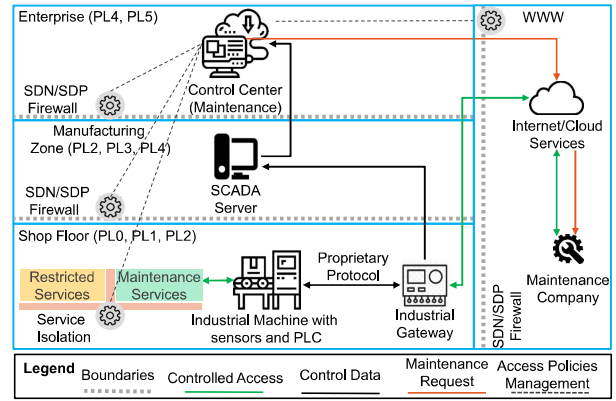 Enterprise (PL4, PL5)
WWW
SDN/SDP
Firewall
Control Center
(Maintenance)
Internet/Cloud
Services
Manufacturing
Zone (PL2, PL3, PL4)
SDN/SDP
Firewall
SCADA
Server
Shop Floor (PL0, PL1, PL2)
Restricted
Services
Maintenance
Services
Service
Isolation
Industrial Machine with
sensors and PLC
Proprietary
Protocol
Industrial
Gateway
SDN/SDP
Firewall
Maintenance
Company
Legend
Boundaries
Controlled Access
Control Data
Maintenance
Request
Access Policies
Management